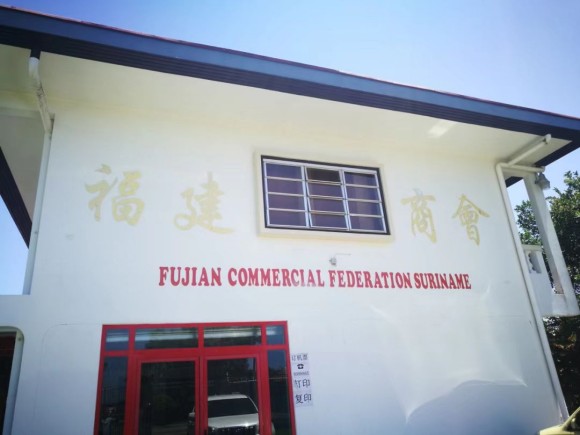 福建 商會
FUJIAN COMMERCIAL FEDERATION SURINAME
打印
复印